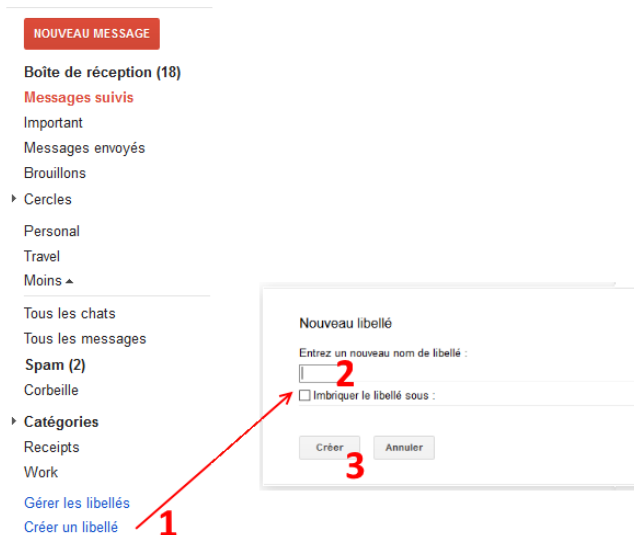 NOUVEAU MESSAGE
Boîte de réception (18)
Messages suivis
Important
Messages envoyés
Brouillons
Cercles
Personal
Travel
Moins
Tous les chats
Tous les messages
Spam (2)
Corbeille
Catégories
Receipts
Work
Gérer les libellés
Créer un libellé
1
Nouveau libellé
Entrez un nouveau nom de libellé :
2
Imbriquer le libellé sous :
Créer Annuler
3